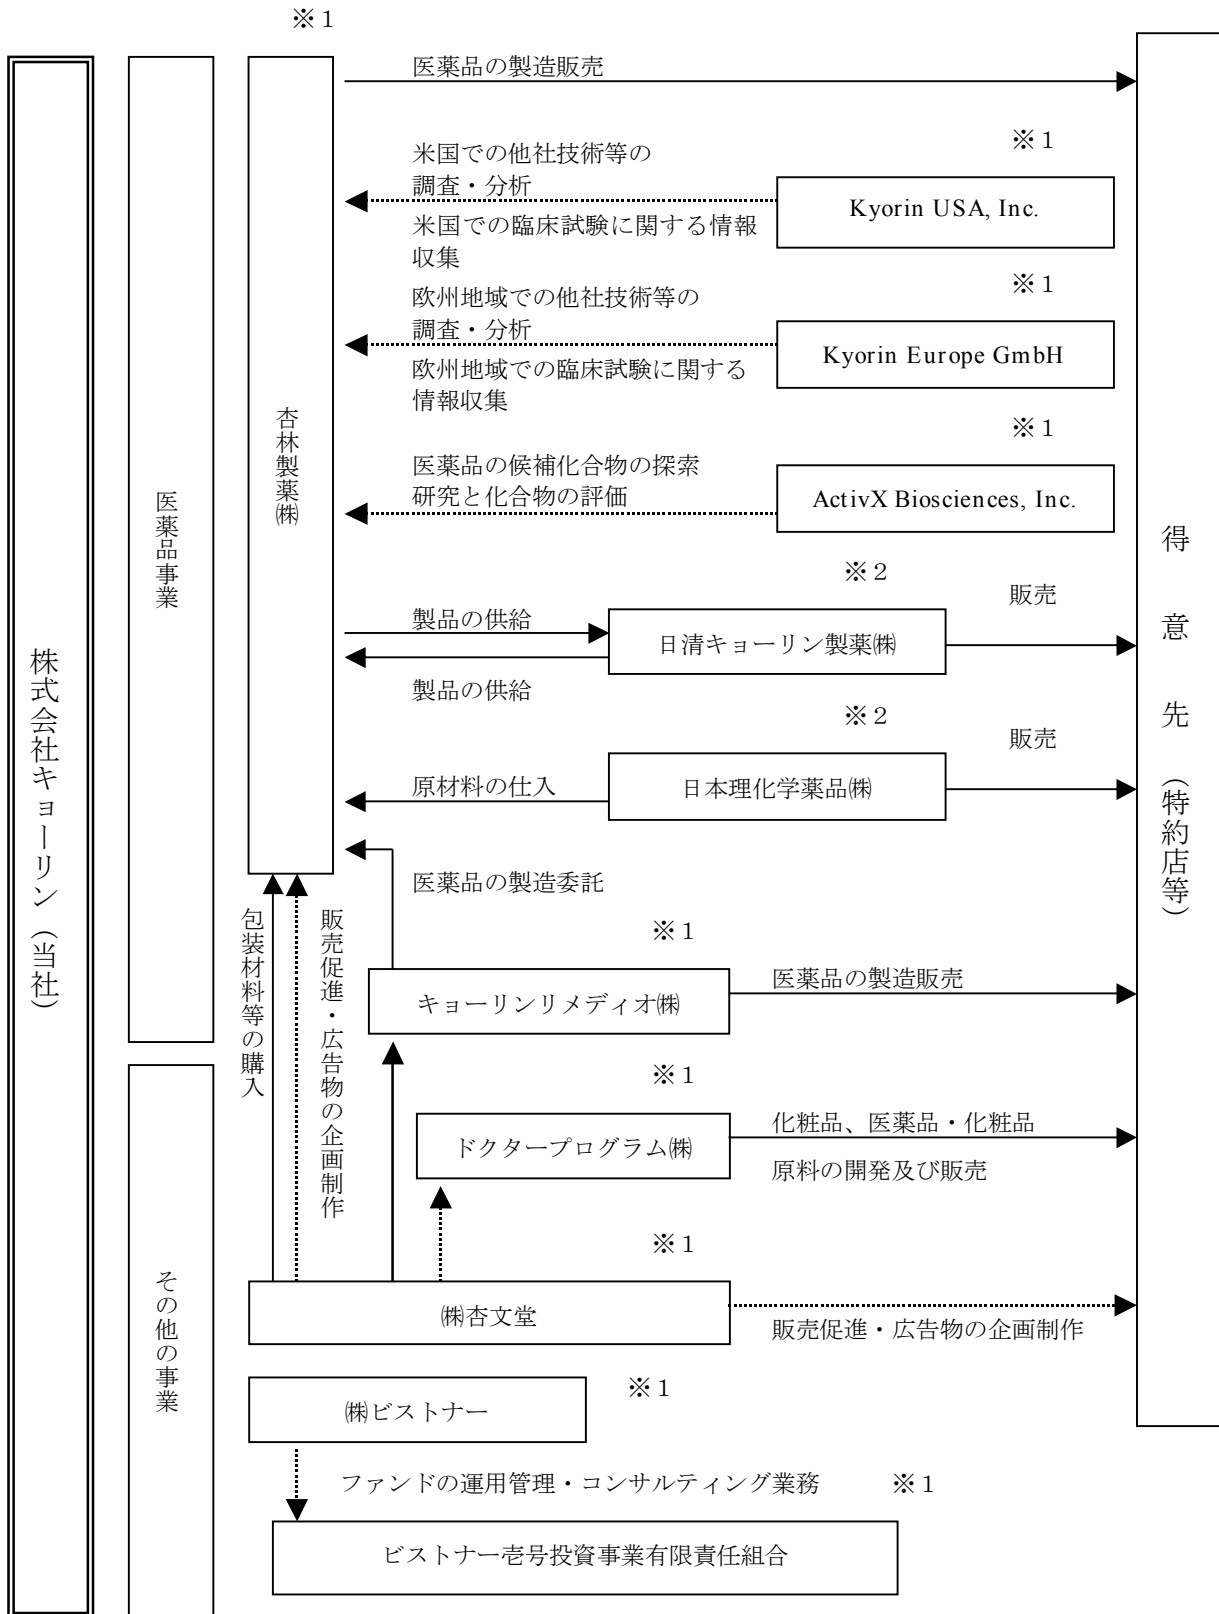 ※１
株式会社キョーリン（当社）
医薬品事業
杏林製薬㈱
医薬品の製造販売
※１
米国での他社技術等の
調査・分析
Kyorin USA, Inc.
米国での臨床試験に関する情報
収集
※１
欧州地域での他社技術等の
調査・分析
Kyorin Europe GmbH
欧州地域での臨床試験に関する
情報収集
※１
医薬品の候補化合物の探索
研究と化合物の評価
ActivX Biosciences, Inc.
※２
製品の供給
日清キョーリン製薬㈱
販売
製品の供給
※２
原材料の仕入
日本理化学薬品㈱
販売
得意先（特約店等）
医薬品の製造委託
包装材料等の購入
販売促進・広告物の企画制作
※１
キョーリンリメディオ㈱
医薬品の製造販売
※１
ドクタープログラム㈱
化粧品、医薬品・化粧品
原料の開発及び販売
その他の事業
※１
㈱杏文堂
販売促進・広告物の企画制作
※１
㈱ビストナー
ファンドの運用管理・コンサルティング業務
※１
ビストナー壱号投資事業有限責任組合